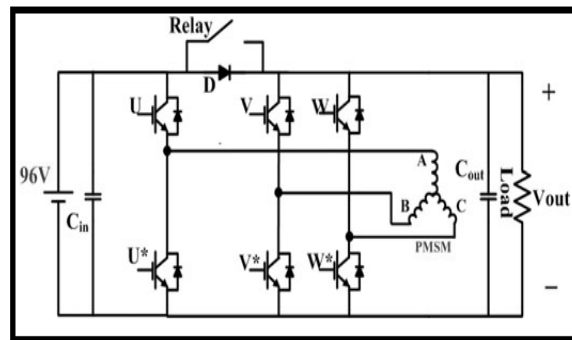 Relay
D
U
V
W
A
96V
C_in
B
C
C_out
Load
Vout
+
PMSM
U*
V*
W*
−